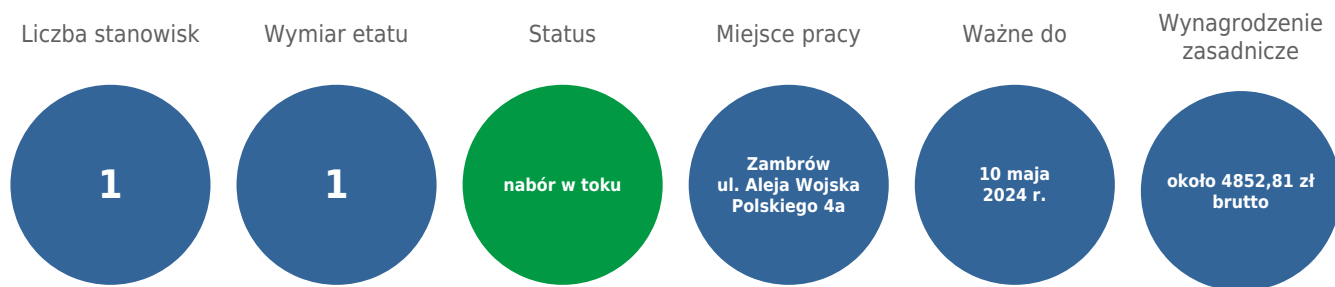 Liczba stanowisk
1
Wymiar etatu
1
Status
nabór w toku
Miejsce pracy
Zambrów
ul. Aleja Wojska
Polskiego 4a
Ważne do
10 maja
2024 r.
Wynagrodzenie
zasadnicze
około 4852,81 zł
brutto